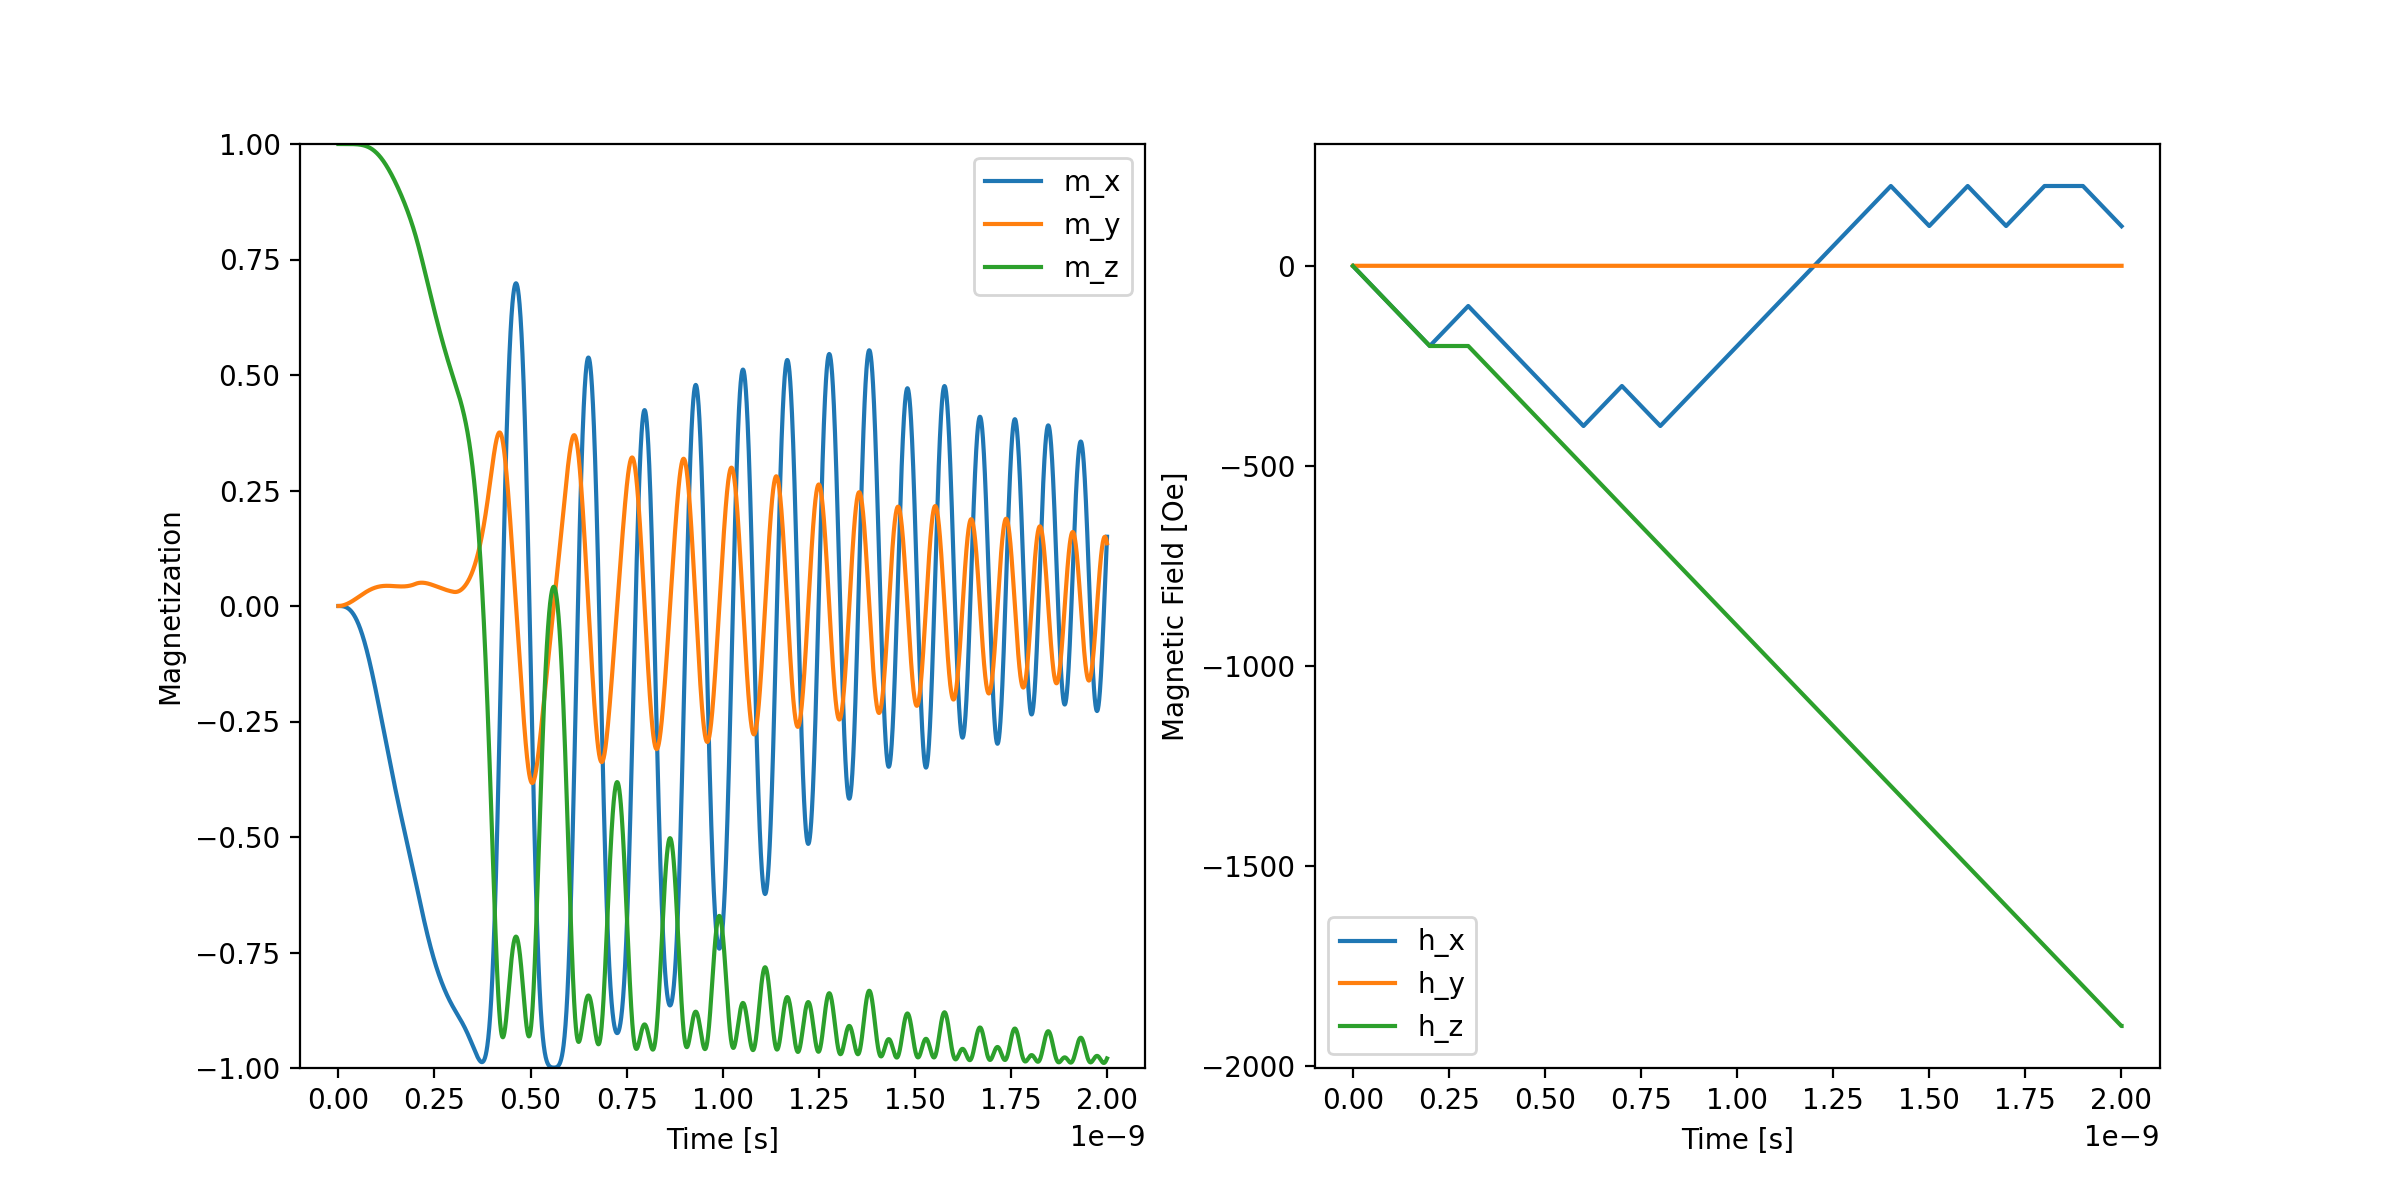 1.00
0.75
0.50
0.25
0.00
−0.25
−0.50
−0.75
−1.00
Magnetization
m_x
m_y
m_z
0.00 0.25 0.50 0.75 1.00 1.25 1.50 1.75 2.00
Time [s]
1e−9
0
−500
−1000
−1500
−2000
Magnetic Field [Oe]
h_x
h_y
h_z
0.00 0.25 0.50 0.75 1.00 1.25 1.50 1.75 2.00
Time [s]
1e−9